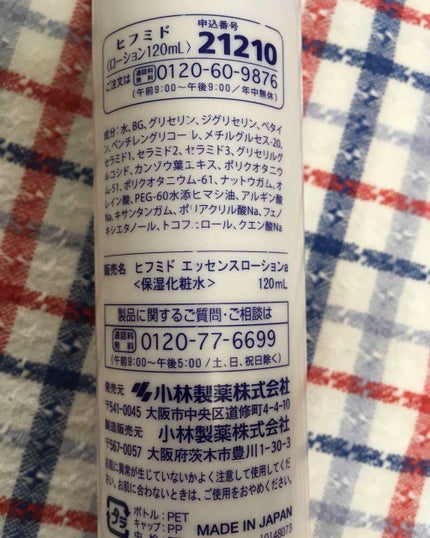 申込番号
ヒフミド
〈ローション120mL〉 21210
ご注文は 通話料無料 0120-60-9876
(午前9:00～午後9:00/年中無休)
成分:水、BG、グリセリン、ジグリセリン、ベタイ
ン、ペンチレングリコール、メチルグルセス-20、
セラミド1、セラミド2、セラミド3、グリセリルグ
ルコシド、カンゾウ葉エキス、ポリクオタニウ
ム-51、ポリクオタニウム-61、ナットウガム、オ
レイン酸、PEG-60水添ヒマシ油、アルギン酸
Na、キサンタンガム、ポリアクリル酸Na、フェノ
キシエタノール、トコフェロール、クエン酸Na
販売名 ヒフミド エッセンスローションa
<保湿化粧水> 120mL
製品に関するご質問・ご相談は
通話料無料 0120-77-6699
(午前9:00～午後5:00/土、日、祝日除く)
発売元 小林製薬株式会社
〒541-0045 大阪市中央区道修町4-4-10
製造販売元 小林製薬株式会社
〒567-0057 大阪府茨木市豊川1-30-3
お肌に異常が生じていないかよく注意して使用してくだ
さい。お肌に合わないときは、ご使用をおやめください。
プラ
ボトル:PET
キャップ:PP
MADE IN JAPAN
10148073